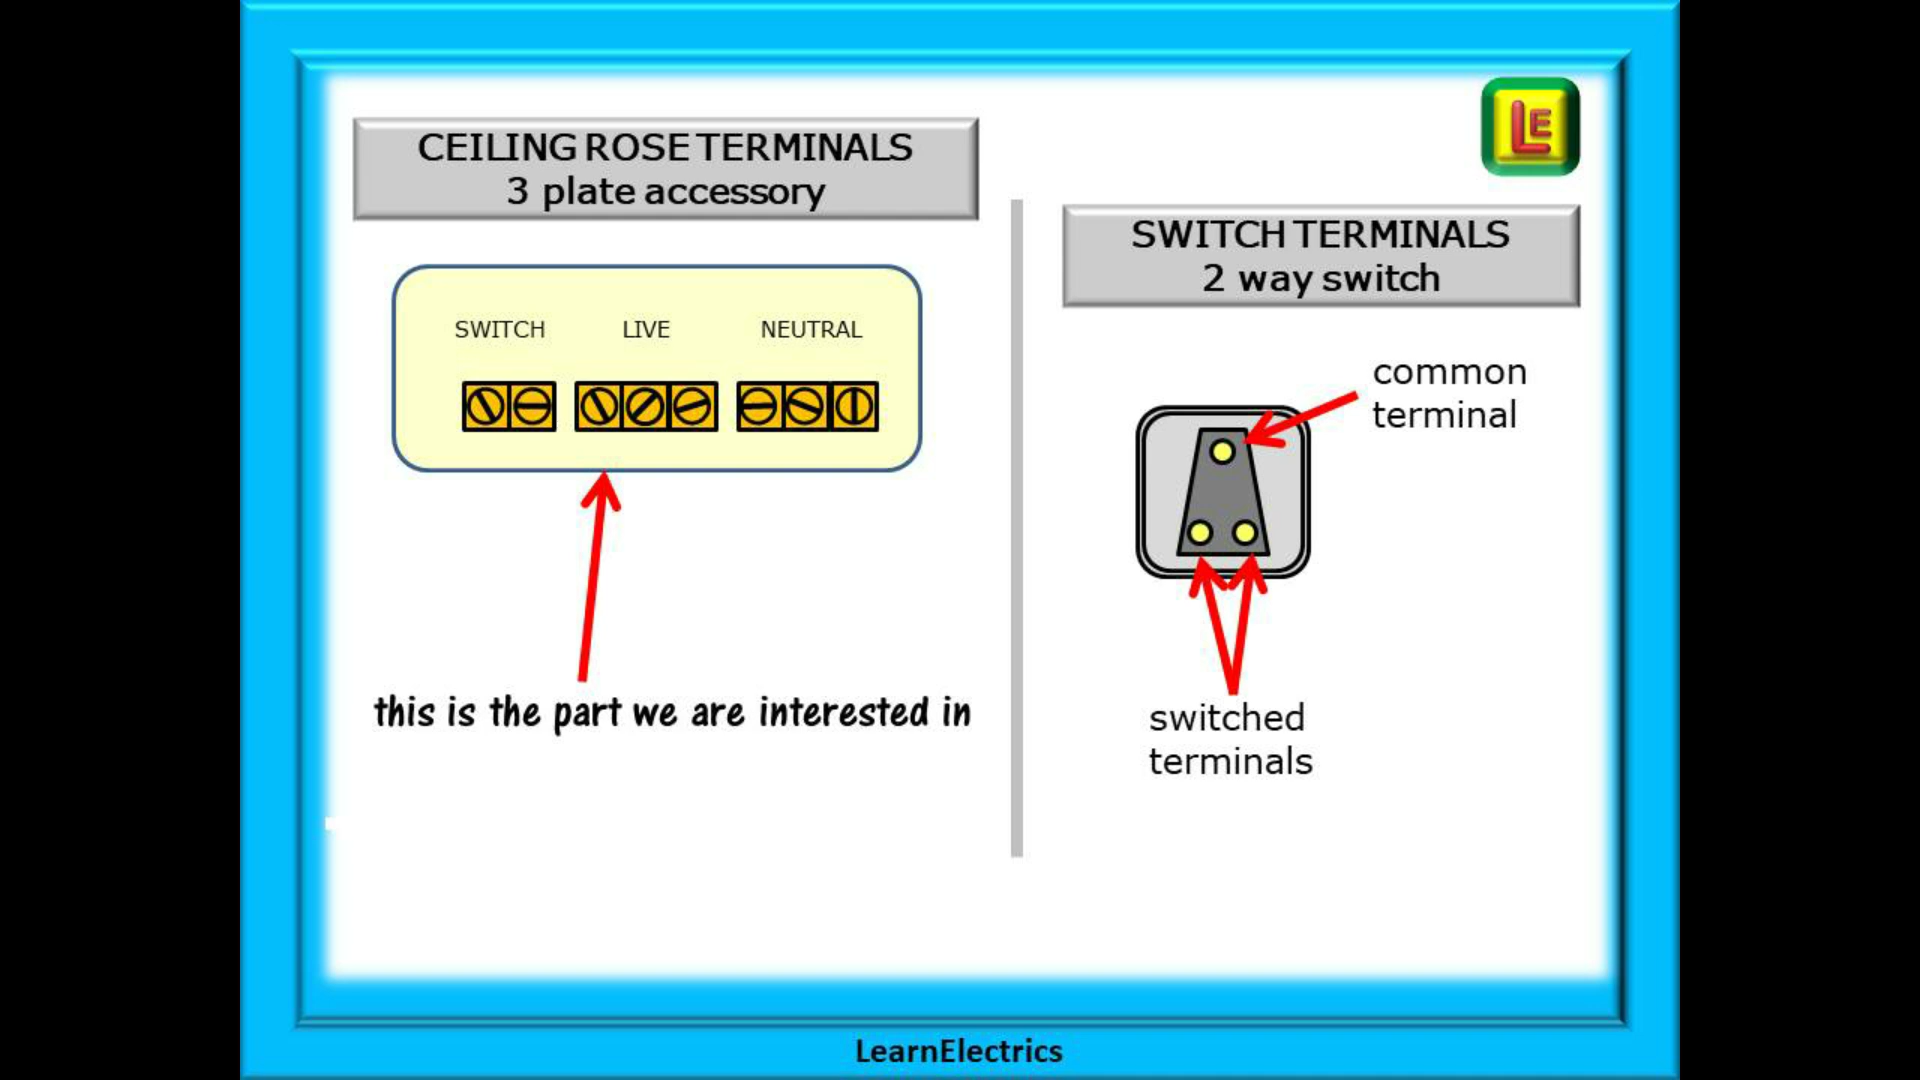 CEILING ROSE TERMINALS
3 plate accessory
LE
SWITCH TERMINALS
2 way switch
SWITCH LIVE NEUTRAL
common
terminal
this is the part we are interested in
switched
terminals
LearnElectrics